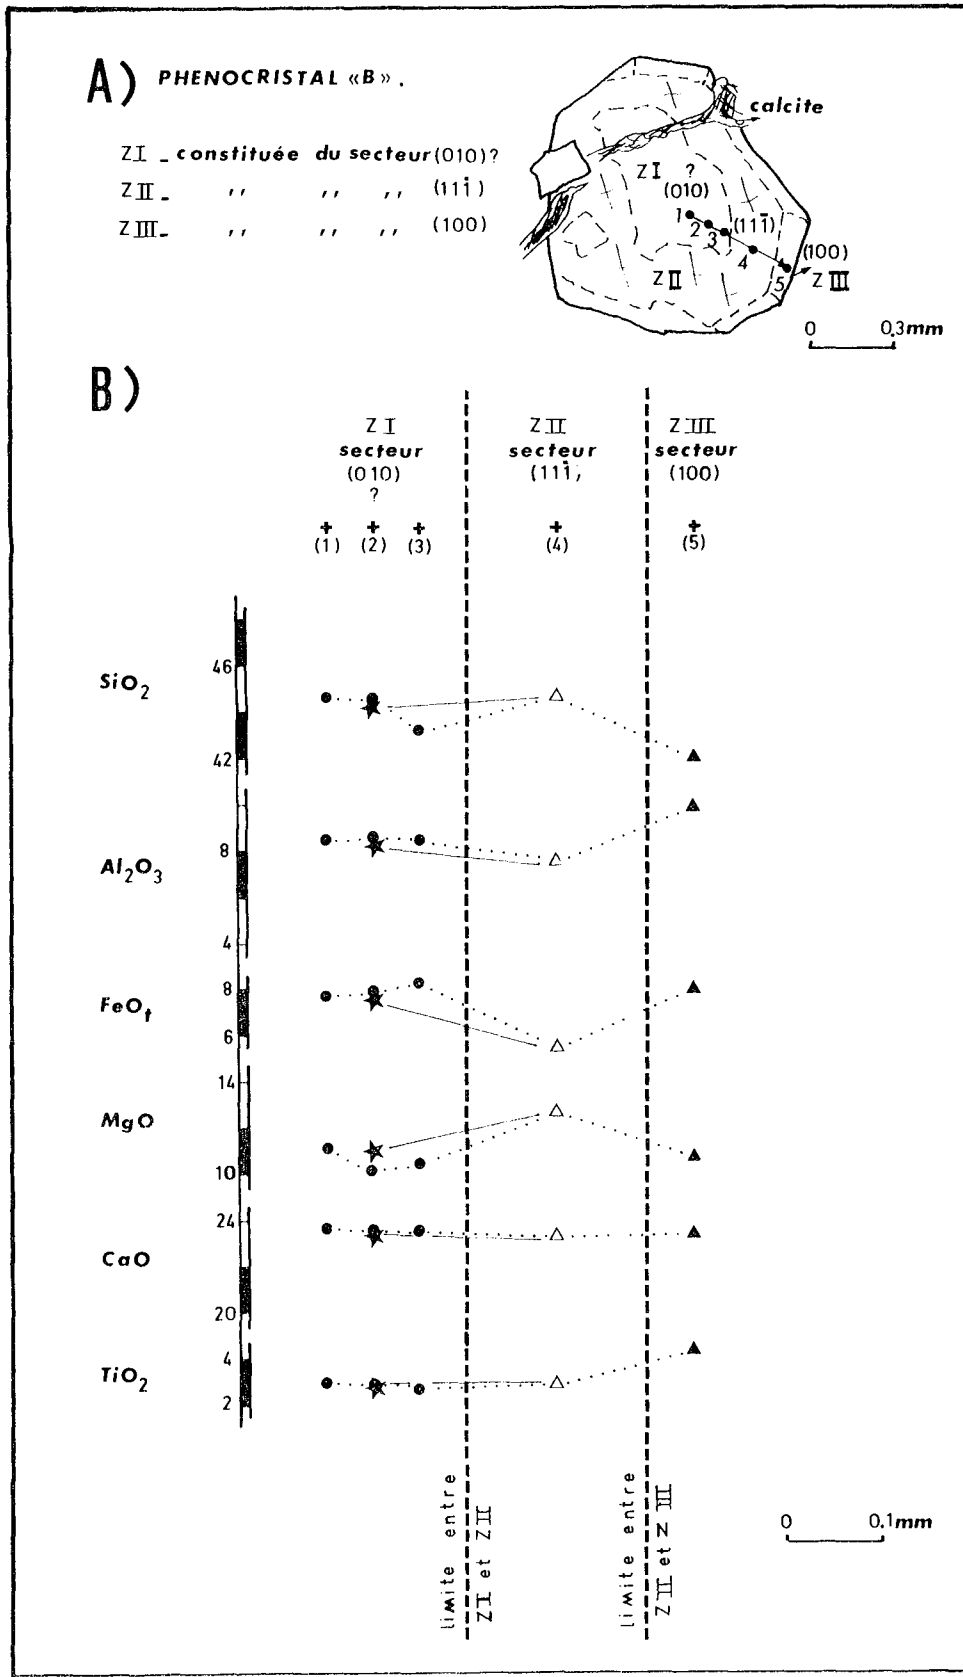 A) PHENOCRISTAL «B».
ZI - constituée du secteur (010)?
ZII - ,, ,, ,, (111̄)
ZIII - ,, ,, ,, (100)
calcite
ZI ?
(010)
1
2
3
(111̄)
4
(100)
5
ZII
ZIII
0 0.3mm
B)
ZI
secteur
(010)
?
ZII
secteur
(111̄)
ZIII
secteur
(100)
+ + + + +
(1) (2) (3) (4) (5)
SiO2
46
42
Al2O3
8
4
FeOt
8
6
MgO
14
10
CaO
24
20
TiO2
4
2
limite entre
ZI et ZII
limite entre
ZII et ZIII
0 0.1mm